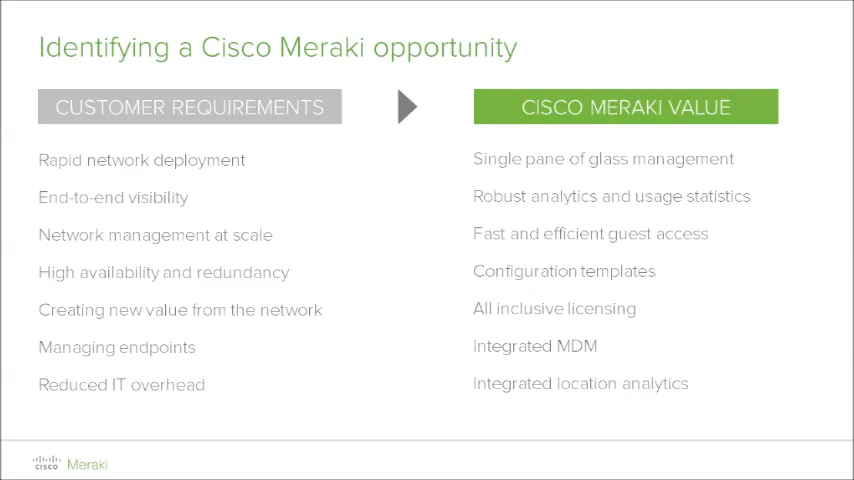 Identifying a Cisco Meraki opportunity
CUSTOMER REQUIREMENTS
Rapid network deployment
End-to-end visibility
Network management at scale
High availability and redundancy
Creating new value from the network
Managing endpoints
Reduced IT overhead
CISCO MERAKI VALUE
Single pane of glass management
Robust analytics and usage statistics
Fast and efficient guest access
Configuration templates
All inclusive licensing
Integrated MDM
Integrated location analytics
cisco Meraki